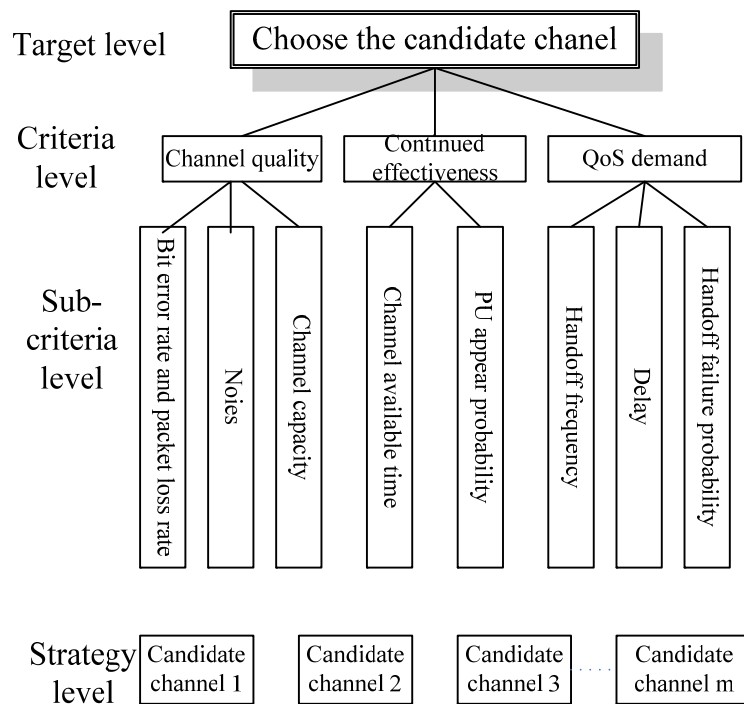 Target level
Choose the candidate chanel
Criteria
level
Channel quality
Continued
effectiveness
QoS demand
Sub-
criteria
level
Bit error rate and packet loss rate
Noies
Channel capacity
Channel available time
PU appear probability
Handoff frequency
Delay
Handoff failure probability
Strategy
level
Candidate
channel 1
Candidate
channel 2
Candidate
channel 3
.....
Candidate
channel m